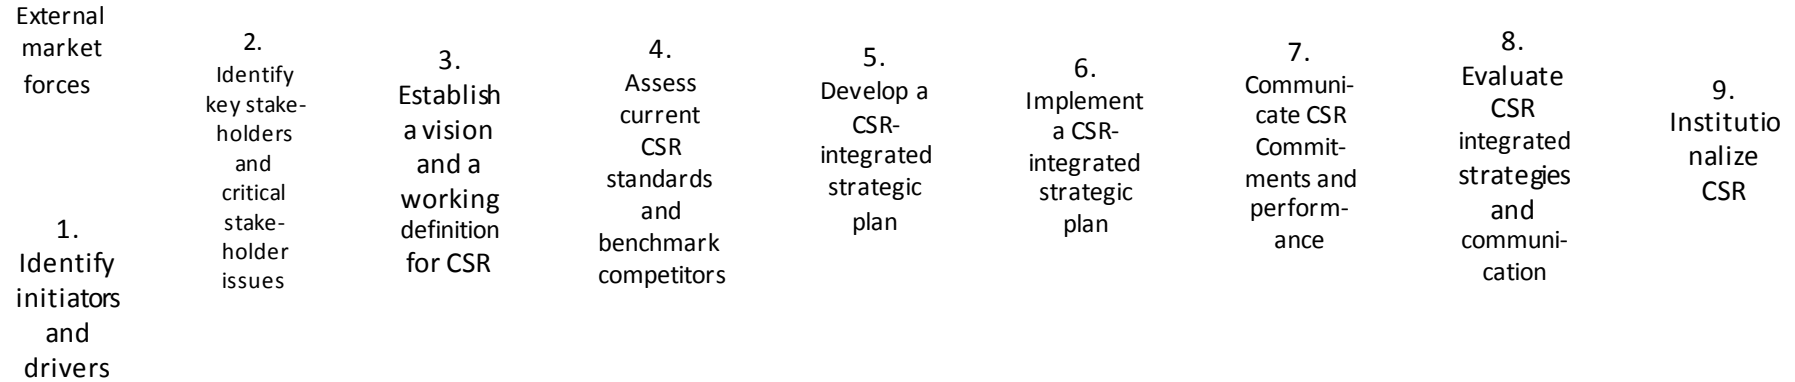 External
market
forces
1.
Identify
initiators
and
drivers
2.
Identify
key stake-
holders
and
critical
stake-
holder
issues
3.
Establish
a vision
and a
working
definition
for CSR
4.
Assess
current
CSR
standards
and
benchmark
competitors
5.
Develop a
CSR-
integrated
strategic
plan
6.
Implement
a CSR-
integrated
strategic
plan
7.
Communi-
cate CSR
Commit-
ments and
perform-
ance
8.
Evaluate
CSR
integrated
strategies
and
communi-
cation
9.
Institutio
nalize
CSR